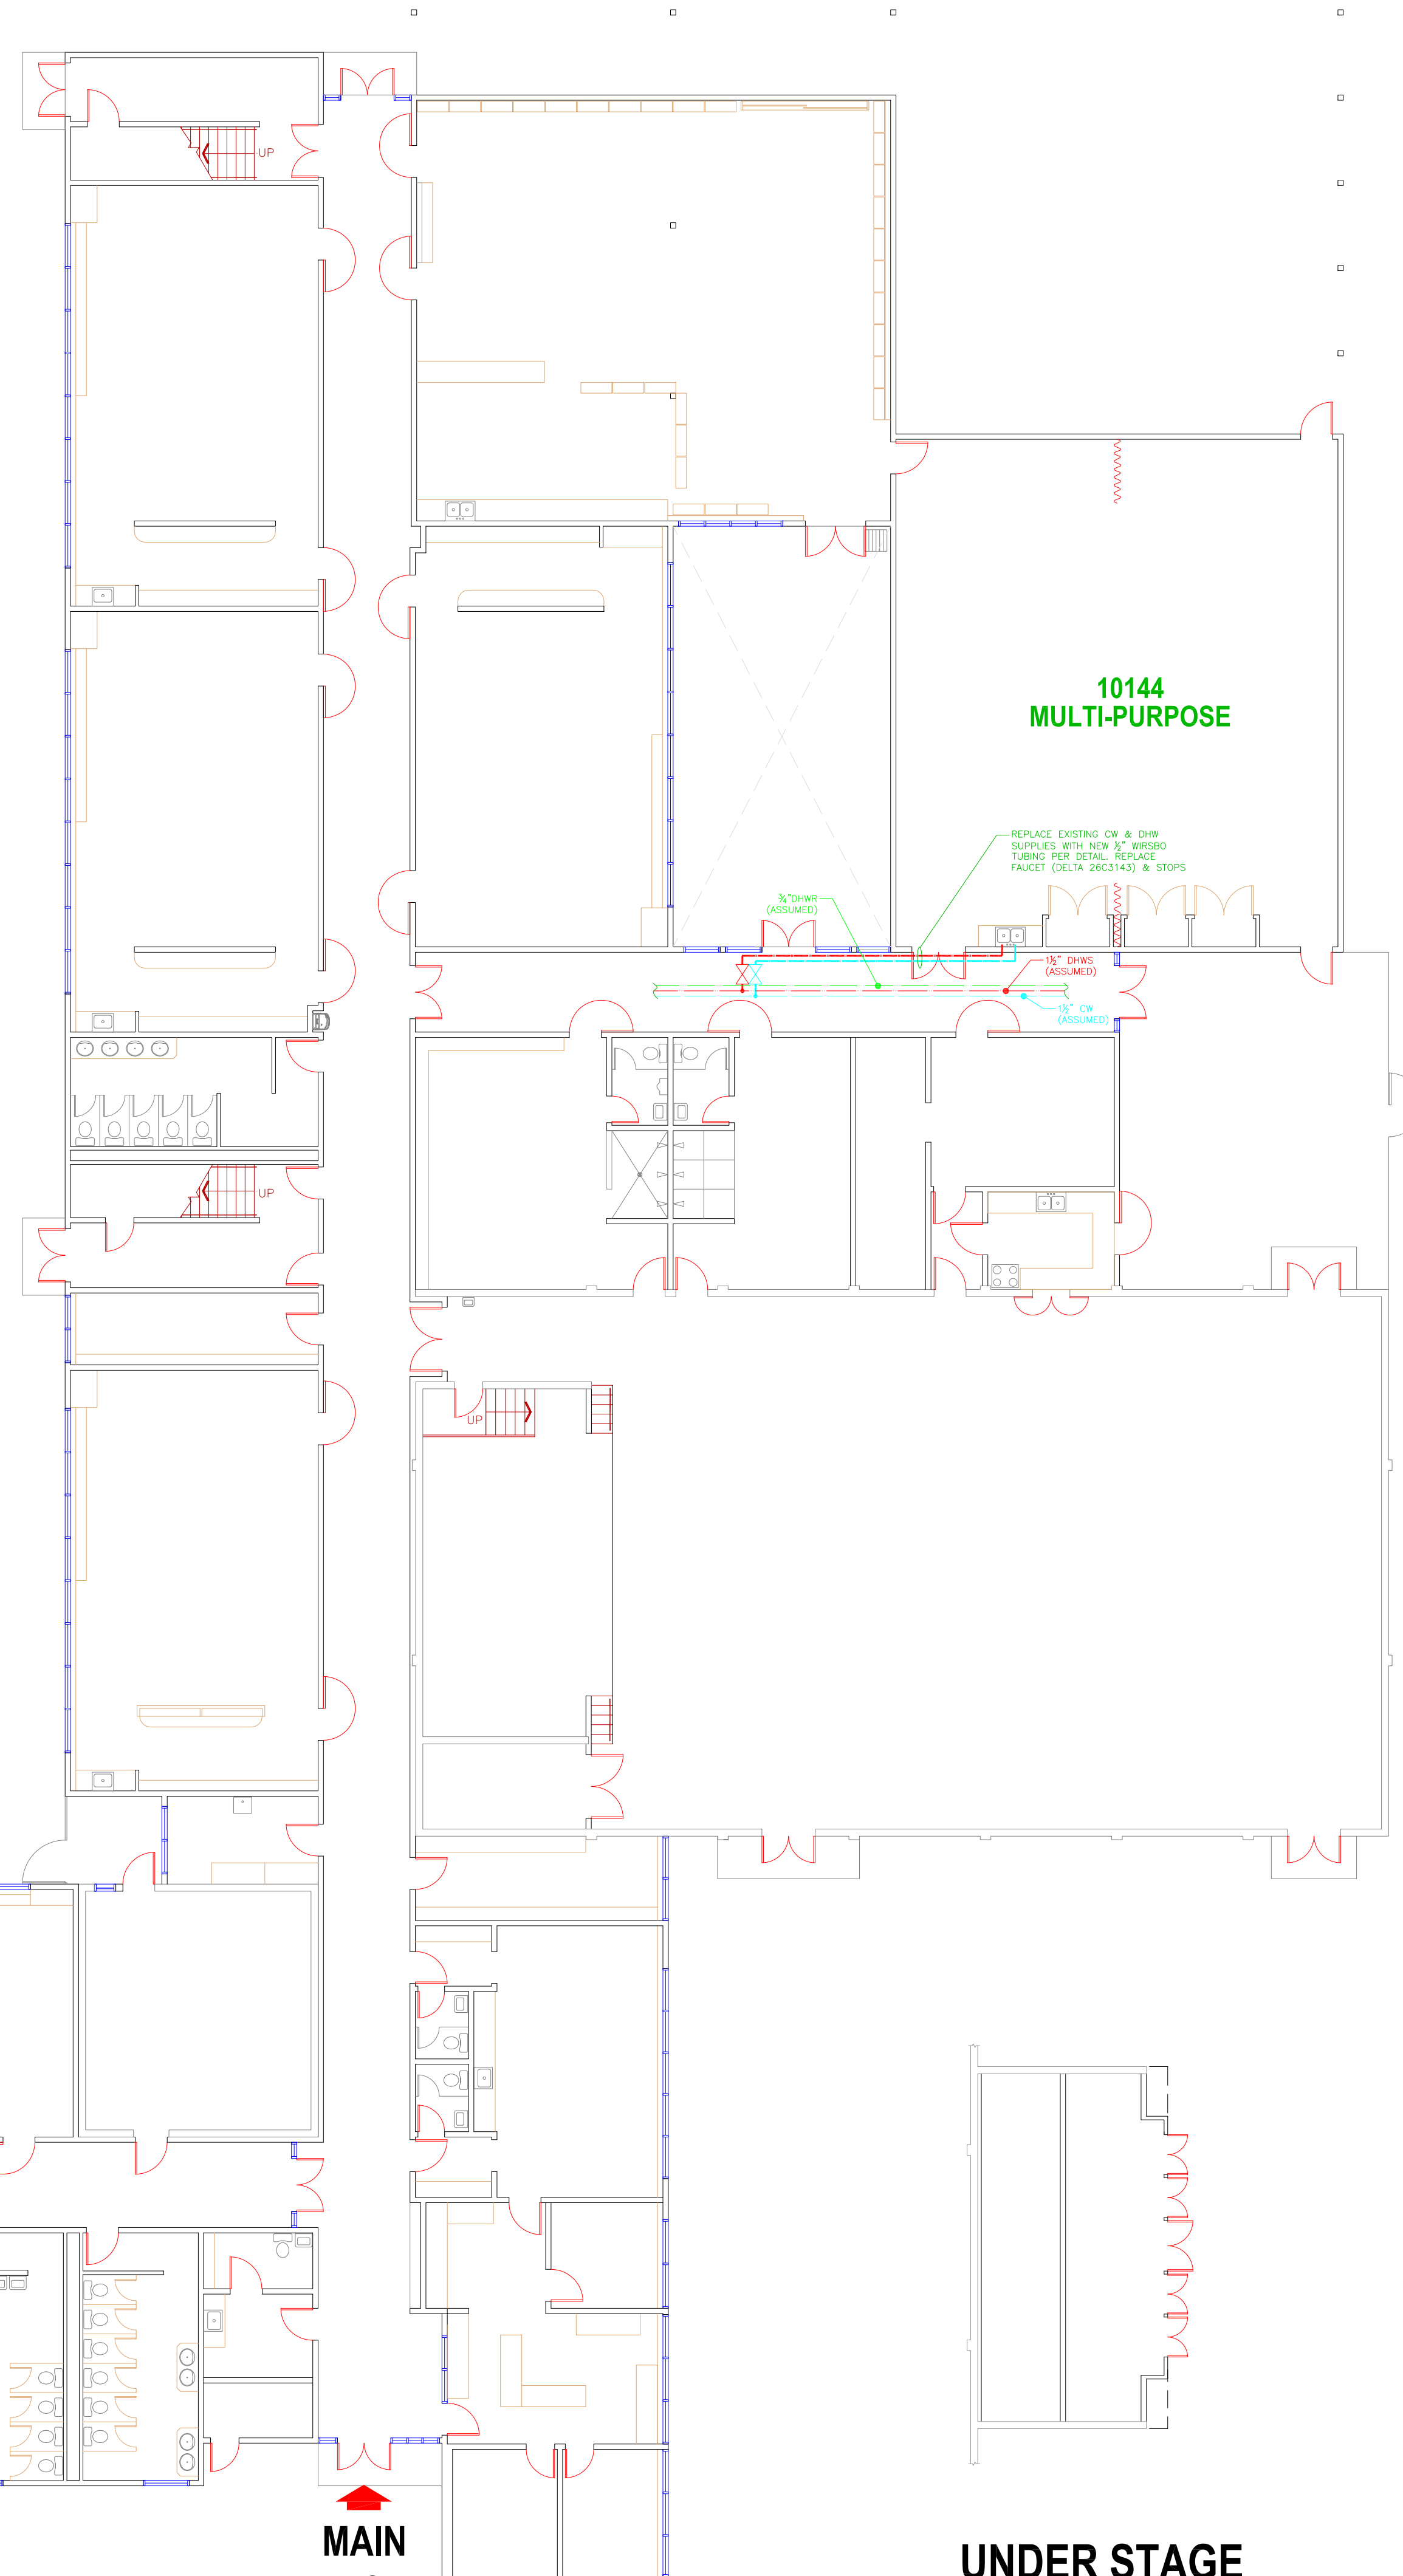 UP
10144
MULTI-PURPOSE
REPLACE EXISTING CW & DHW
SUPPLIES WITH NEW ½" WIRSBO
TUBING PER DETAIL. REPLACE
FAUCET (DELTA 26C3143) & STOPS
¾"DHWR
(ASSUMED)
1½" DHWS
(ASSUMED)
1½" CW
(ASSUMED)
UP
UP
MAIN
UNDER STAGE